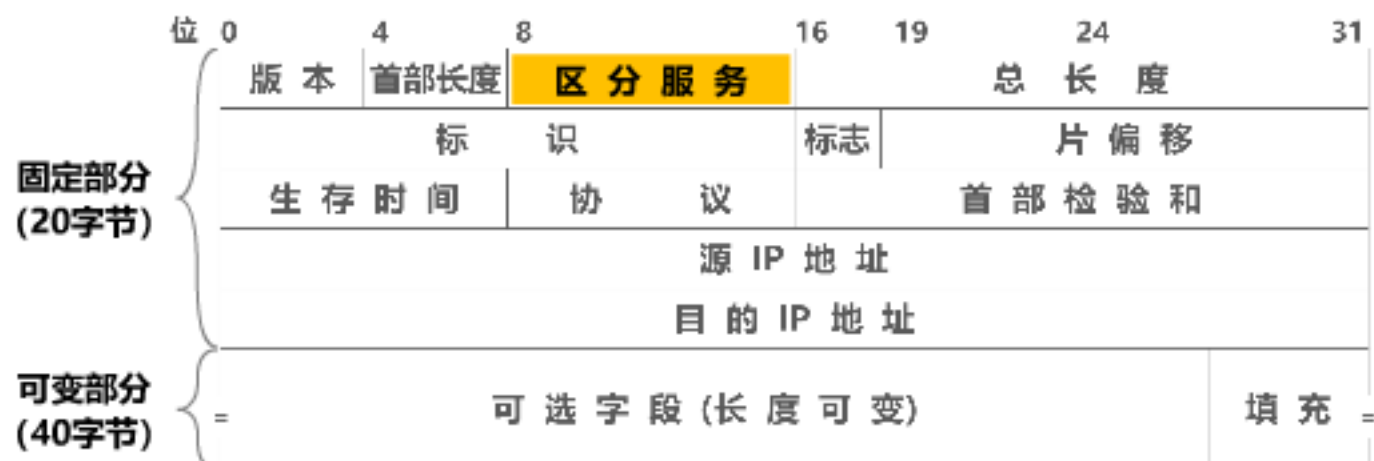 位 0 4 8 16 19 24 31
版 本 首部长度 区 分 服 务 总 长 度
标 识 标志 片 偏 移
固定部分
(20字节)
生 存 时 间 协 议 首 部 检 验 和
源 IP 地 址
目 的 IP 地 址
可变部分
(40字节)
可 选 字 段 (长 度 可 变) 填 充